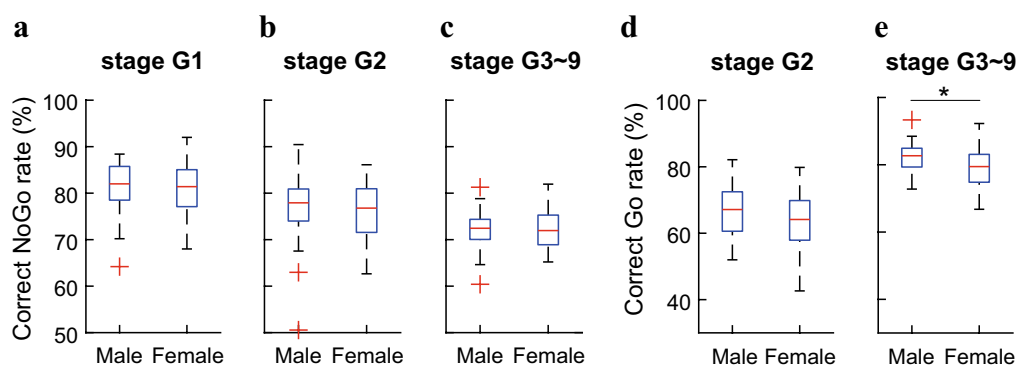 a b c d e
stage G1 stage G2 stage G3~9 stage G2 stage G3~9
Correct NoGo rate (%)
100
90
80
70
60
50
Male Female Male Female Male Female
Correct Go rate (%)
100
80
60
40
*
Male Female Male Female